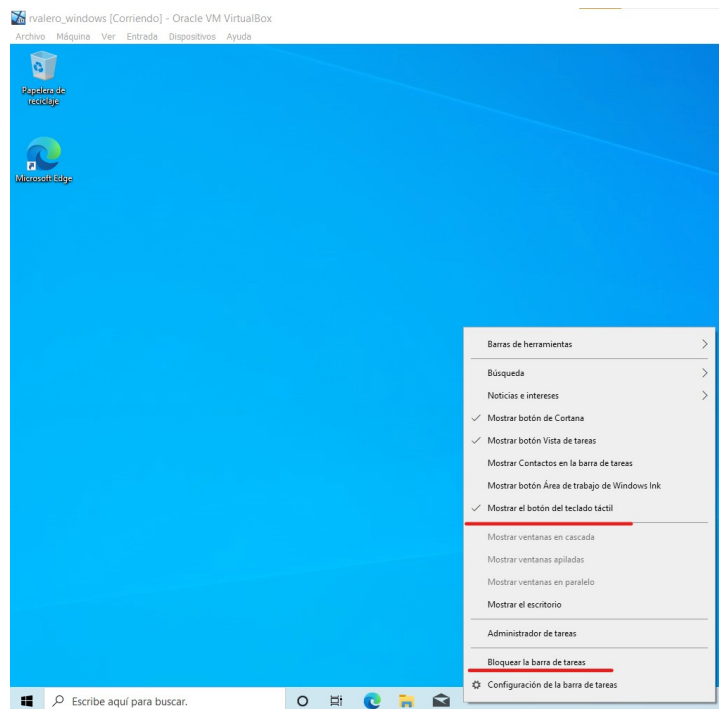 rvalero_windows [Corriendo] - Oracle VM VirtualBox
Archivo Máquina Ver Entrada Dispositivos Ayuda
Papelera de
reciclaje
Microsoft Edge
Barras de herramientas
Búsqueda
Noticias e intereses
Mostrar botón de Cortana
Mostrar botón Vista de tareas
Mostrar Contactos en la barra de tareas
Mostrar botón Área de trabajo de Windows Ink
Mostrar el botón del teclado táctil
Mostrar ventanas en cascada
Mostrar ventanas apiladas
Mostrar ventanas en paralelo
Mostrar el escritorio
Administrador de tareas
Bloquear la barra de tareas
Configuración de la barra de tareas
Escribe aquí para buscar.